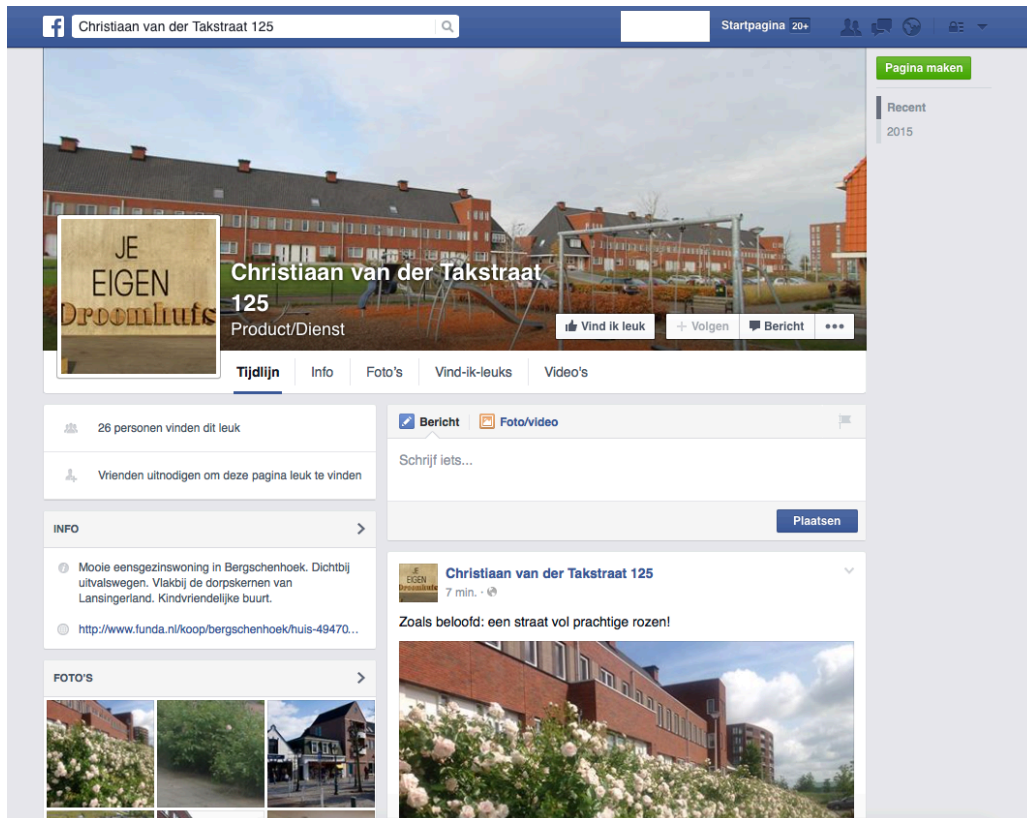 Christiaan van der Takstraat 125
Startpagina 20+
Pagina maken
Recent
2015
JE
EIGEN
Droomhuis
Christiaan van der Takstraat
125
Product/Dienst
Vind ik leuk
+ Volgen
Bericht
Tijdlijn
Info
Foto's
Vind-ik-leuks
Video's
26 personen vinden dit leuk
Vrienden uitnodigen om deze pagina leuk te vinden
INFO
Mooie eensgezinswoning in Bergschenhoek. Dichtbij
uitvalswegen. Vlakbij de dorpskernen van
Lansingerland. Kindvriendelijke buurt.
http://www.funda.nl/koop/bergschenhoek/huis-49470...
FOTO'S
Bericht
Foto/video
Schrijf iets...
Plaatsen
JE
EIGEN
Droomhuis
Christiaan van der Takstraat 125
7 min. ·
Zoals beloofd: een straat vol prachtige rozen!